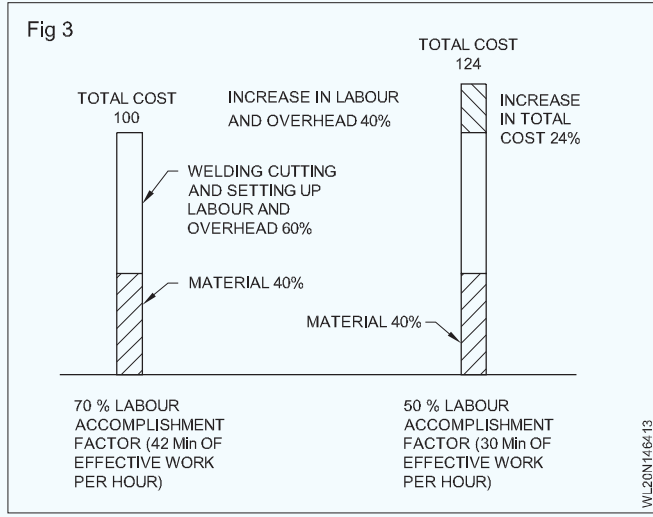 Fig 3
TOTAL COST
100
INCREASE IN LABOUR
AND OVERHEAD 40%
TOTAL COST
124
INCREASE
IN TOTAL
COST 24%
WELDING CUTTING
AND SETTING UP
LABOUR AND
OVERHEAD 60%
MATERIAL 40%
MATERIAL 40%
70 % LABOUR
ACCOMPLISHMENT
FACTOR (42 Min OF
EFFECTIVE WORK
PER HOUR)
50 % LABOUR
ACCOMPLISHMENT
FACTOR (30 Min OF
EFFECTIVE WORK
PER HOUR)
WL20N146413